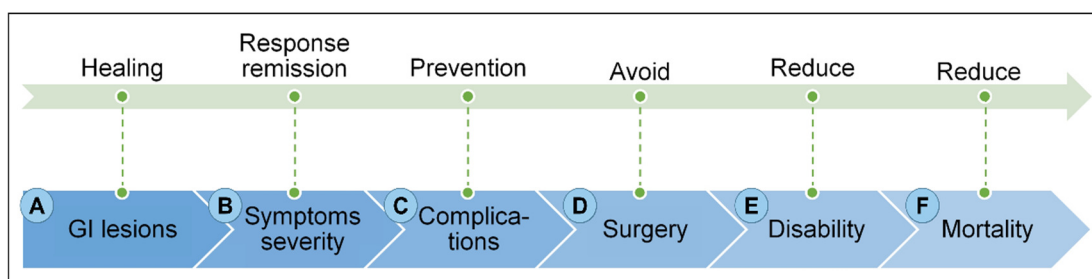 Healing
Response
remission
Prevention
Avoid
Reduce
Reduce
A
GI lesions
B
Symptoms
severity
C
Complica-
tions
D
Surgery
E
Disability
F
Mortality